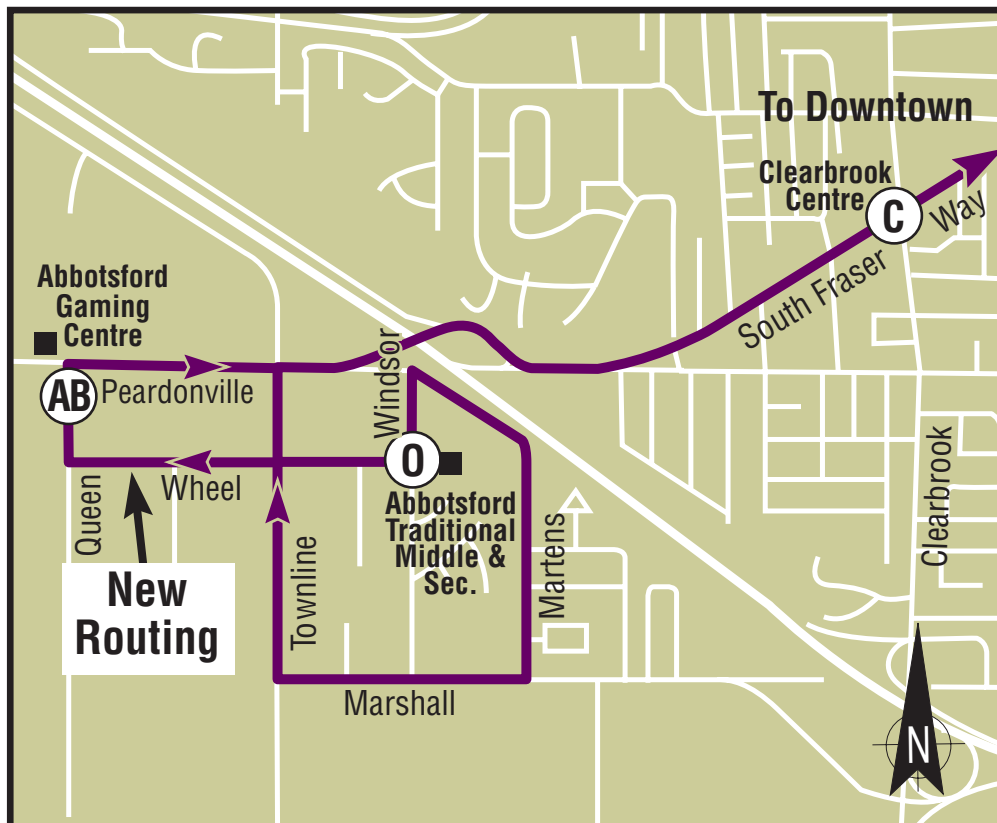 To Downtown
Clearbrook
Centre
C
Way
South Fraser
Abbotsford
Gaming
Centre
AB
Peardonville
Windsor
O
Wheel
Queen
Abbotsford
Traditional
Middle &
Sec.
New
Routing
Townline
Martens
Clearbrook
Marshall
N